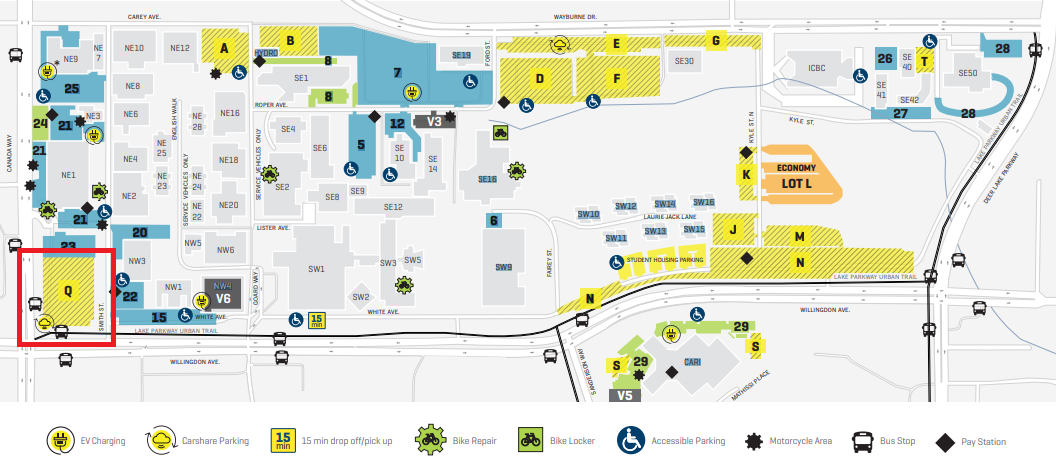 CAREY AVE.
WAYBURNE DR.
NE9
NE 7
NE10
NE12
A
B
HYDRO
8
7
SE19
FORD ST.
E
G
F
D
SE30
ICBC
26
SE 40
T
28
SE50
SE 41
SE42
27
28
25
NE8
SE1
8
ROPER AVE.
24
21
NE3
NE6
ENGLISH WALK
NE 28
NE16
SE4
5
12
V3
KYLE ST. N
KYLE ST.
LAKE PARKWAY URBAN TRAIL
DEER LAKE PARKWAY
CANADA WAY
21
NE1
NE4
NE 25
NE 23
NE18
NE 24
SE6
SE 10
SE 14
SE16
K
ECONOMY
LOT L
SERVICE VEHICLES ONLY
SERVICE VEHICLES ONLY
SE2
NE2
NE 22
NE20
SE8
SE9
SE12
21
20
LISTER AVE.
6
SW10
SW12
SW14
SW16
LAURIE JACK LANE
SW11
SW13
SW15
J
M
23
NW3
NW5
NW6
SW1
SW3
SW5
SW2
SW9
FAIREY ST.
STUDENT HOUSING PARKING
N
LAKE PARKWAY URBAN TRAIL
Q
SMITH ST.
22
NW1
NW4
V6
GOARD WAY
15
WHITE AVE.
LAKE PARKWAY URBAN TRAIL
15 min
WHITE AVE.
N
WILLINGDON AVE.
WILLINGDON AVE.
SANDERSON WAY
29
S
CARI
S
29
V5
MATHISSI PLACE
EV Charging
Carshare Parking
15 min
15 min drop off/pick up
Bike Repair
Bike Locker
Accessible Parking
Motorcycle Area
Bus Stop
Pay Station